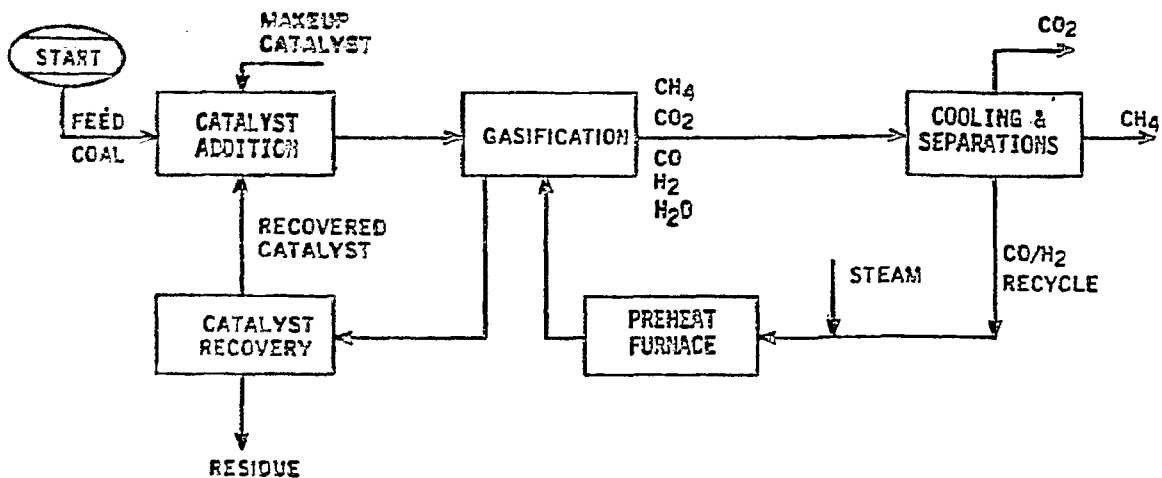 START
MAKEUP
CATALYST
FEED
COAL
CATALYST
ADDITION
GASIFICATION
CH4
CO2
CO
H2
H2O
COOLING &
SEPARATIONS
CO2
CH4
RECOVERED
CATALYST
CO/H2
RECYCLE
STEAM
CATALYST
RECOVERY
PREHEAT
FURNACE
RESIDUE